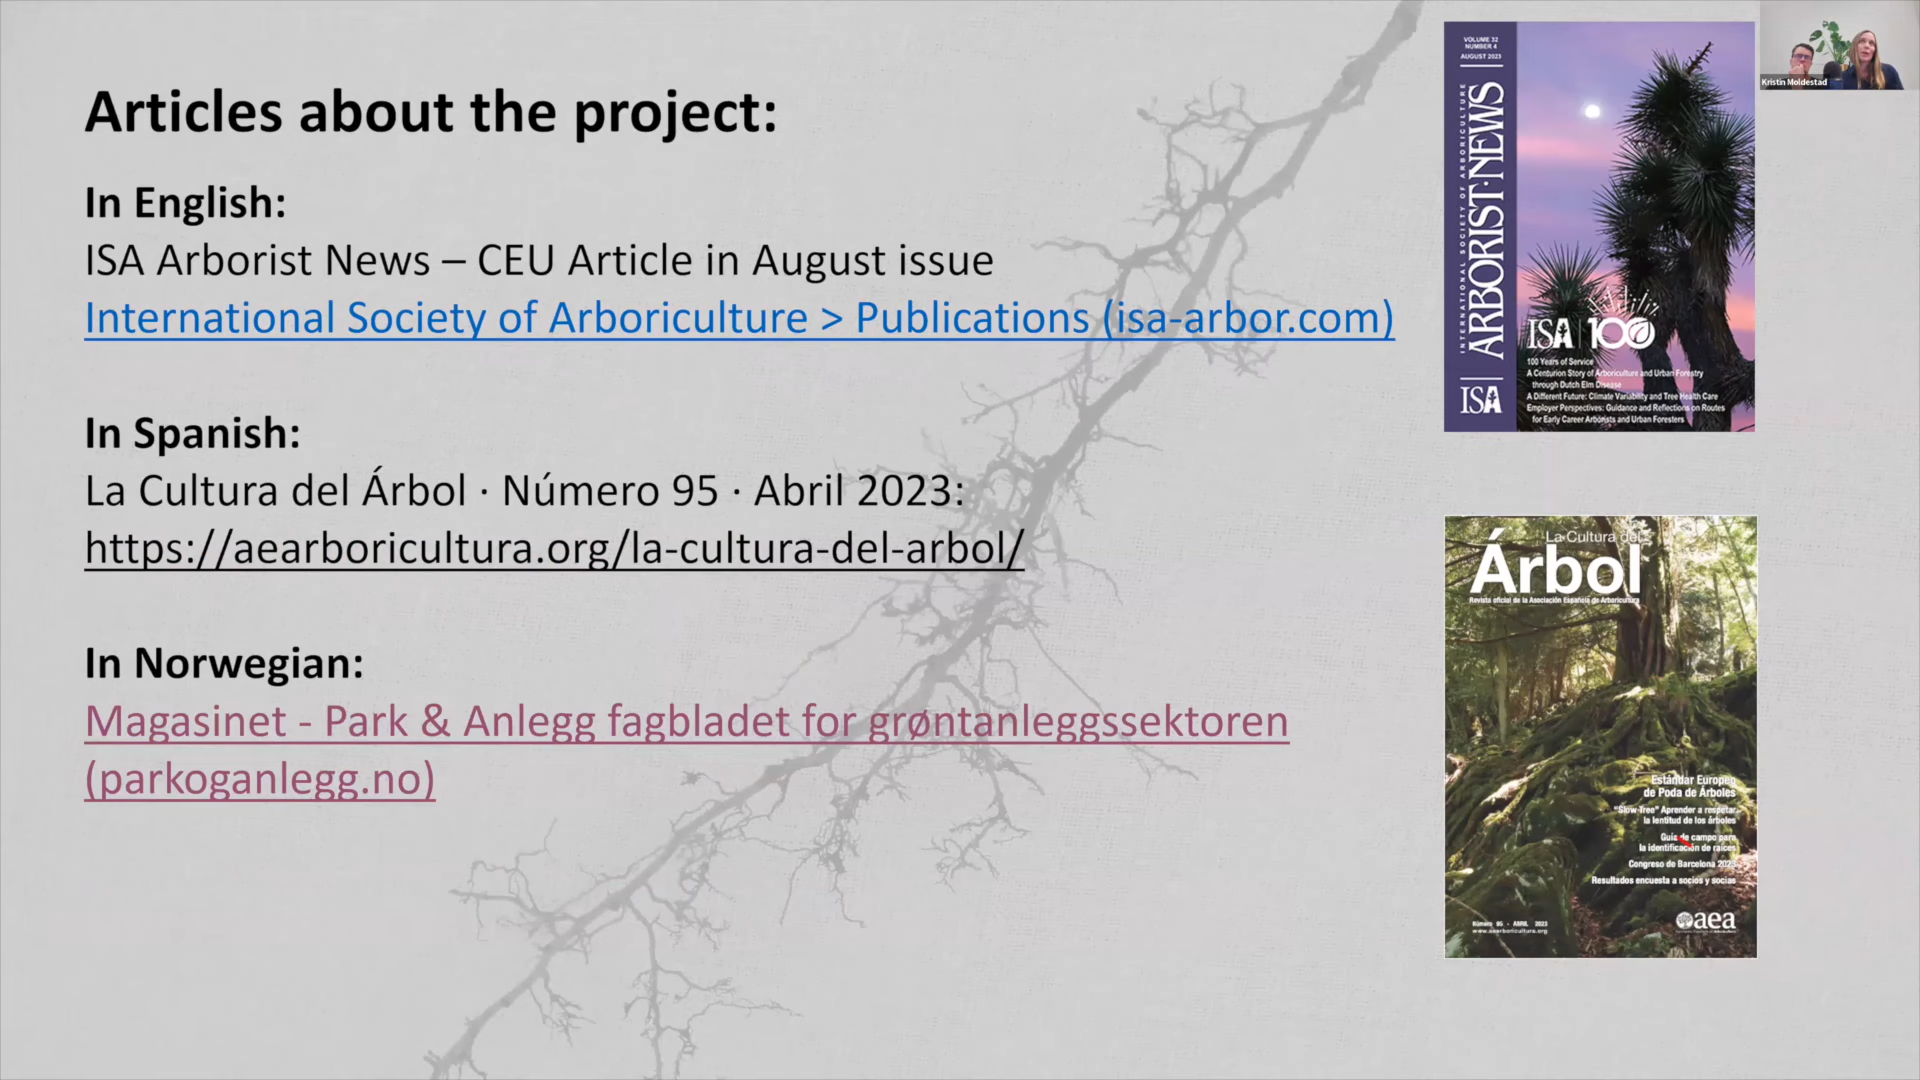 Articles about the project:
In English:
ISA Arborist News – CEU Article in August issue
International Society of Arboriculture > Publications (isa-arbor.com)
In Spanish:
La Cultura del Árbol · Número 95 · Abril 2023:
https://aearboricultura.org/la-cultura-del-arbol/
In Norwegian:
Magasinet - Park & Anlegg fagbladet for grøntanleggssektoren
(parkoganlegg.no)
VOLUME 32
NUMBER 4
AUGUST 2023
INTERNATIONAL SOCIETY OF ARBORICULTURE
ARBORIST·NEWS
ISA
ISA 100
100 Years of Service
A Centurion Story of Arboriculture and Urban Forestry
through Dutch Elm Disease
A Different Future: Climate Variability and Tree Health Care
Employer Perspectives: Guidance and Reflections on Routes
for Early Career Arborists and Urban Foresters
Kristin Moldestad
La Cultura del
Árbol
Revista oficial de la Asociación Española de Arboricultura
Estándar Europeo
de Poda de Árboles
"Slow Tree" Aprender a respetar
la lentitud de los árboles
Guía de campo para
la identificación de raíces
Congreso de Barcelona 2023
Resultados encuesta a socios y socias
Número 95 - ABRIL 2023
www.aearboricultura.org
aea